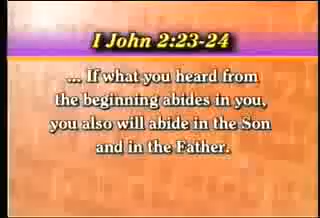 I John 2:23-24
... If what you heard from
the beginning abides in you,
you also will abide in the Son
and in the Father.